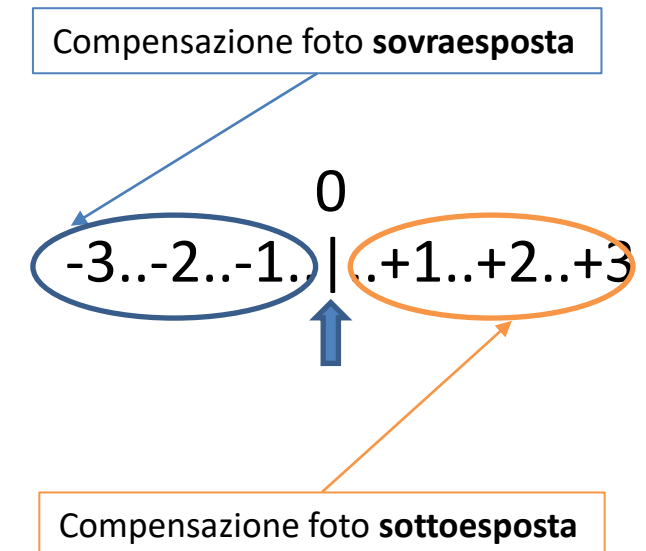 Compensazione foto sovraesposta
0
-3..-2..-1..|..+1..+2..+3
Compensazione foto sottoesposta